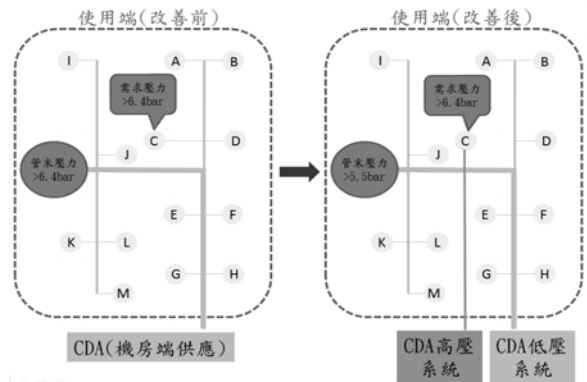 使用端(改善前)
I
A
B
需求壓力
>6.4bar
C
D
J
管末壓力
>6.4bar
E
F
K
L
G
H
M
CDA(機房端供應)
使用端(改善後)
I
A
B
需求壓力
>6.4bar
C
D
J
管末壓力
>5.5bar
E
F
K
L
G
H
M
CDA高壓
系統
CDA低壓
系統